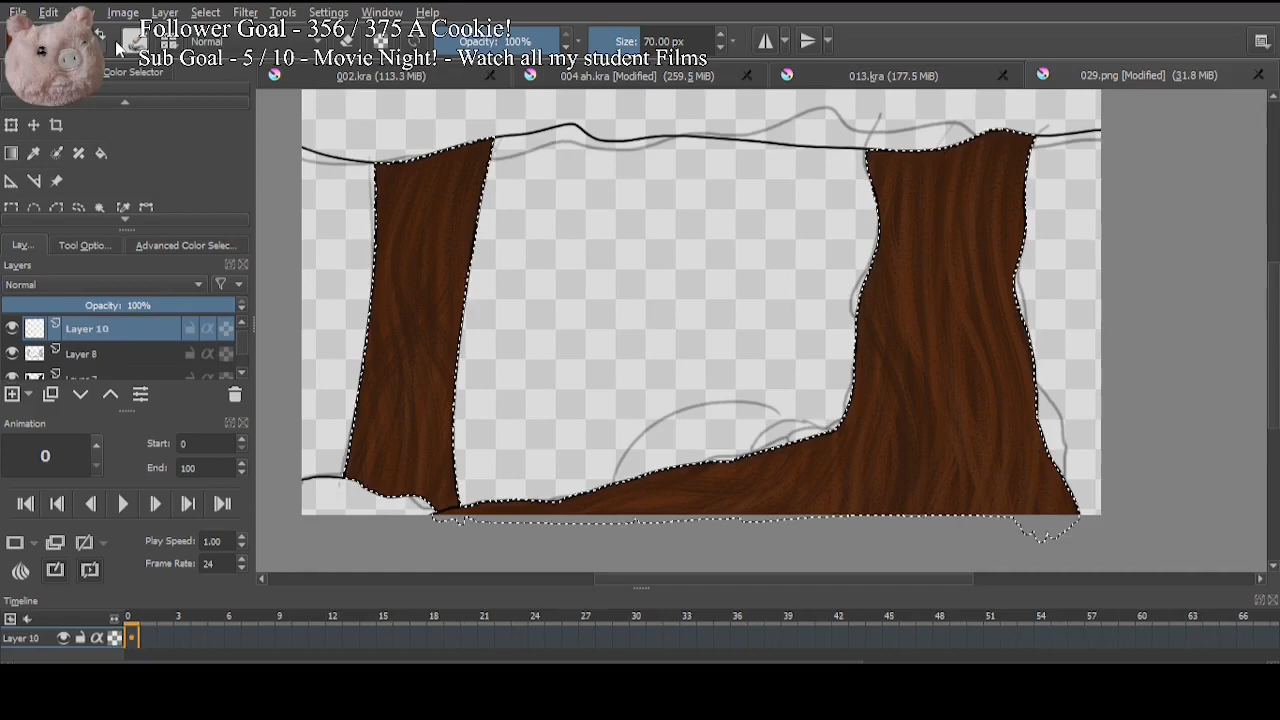 File Edit Image Layer Select Filter Tools Settings Window Help
Follower Goal - 356 / 375 A Cookie!
Normal Opacity: 100% Size: 70.00 px
Sub Goal - 5 / 10 - Movie Night! - Watch all my student Films
Color Selector
002.kra (113.3 MiB) 004 ah.kra [Modified] (259.5 MiB) 013.kra (177.5 MiB) 029.png [Modified] (31.8 MiB)
Lay... Tool Optio... Advanced Color Selec...
Layers
Normal
Opacity: 100%
Layer 10
Layer 8
Animation
0
Start: 0
End: 100
Play Speed: 1.00
Frame Rate: 24
Timeline
0 3 6 9 12 15 18 21 24 27 30 33 36 39 42 45 48 51 54 57 60 63 66
Layer 10